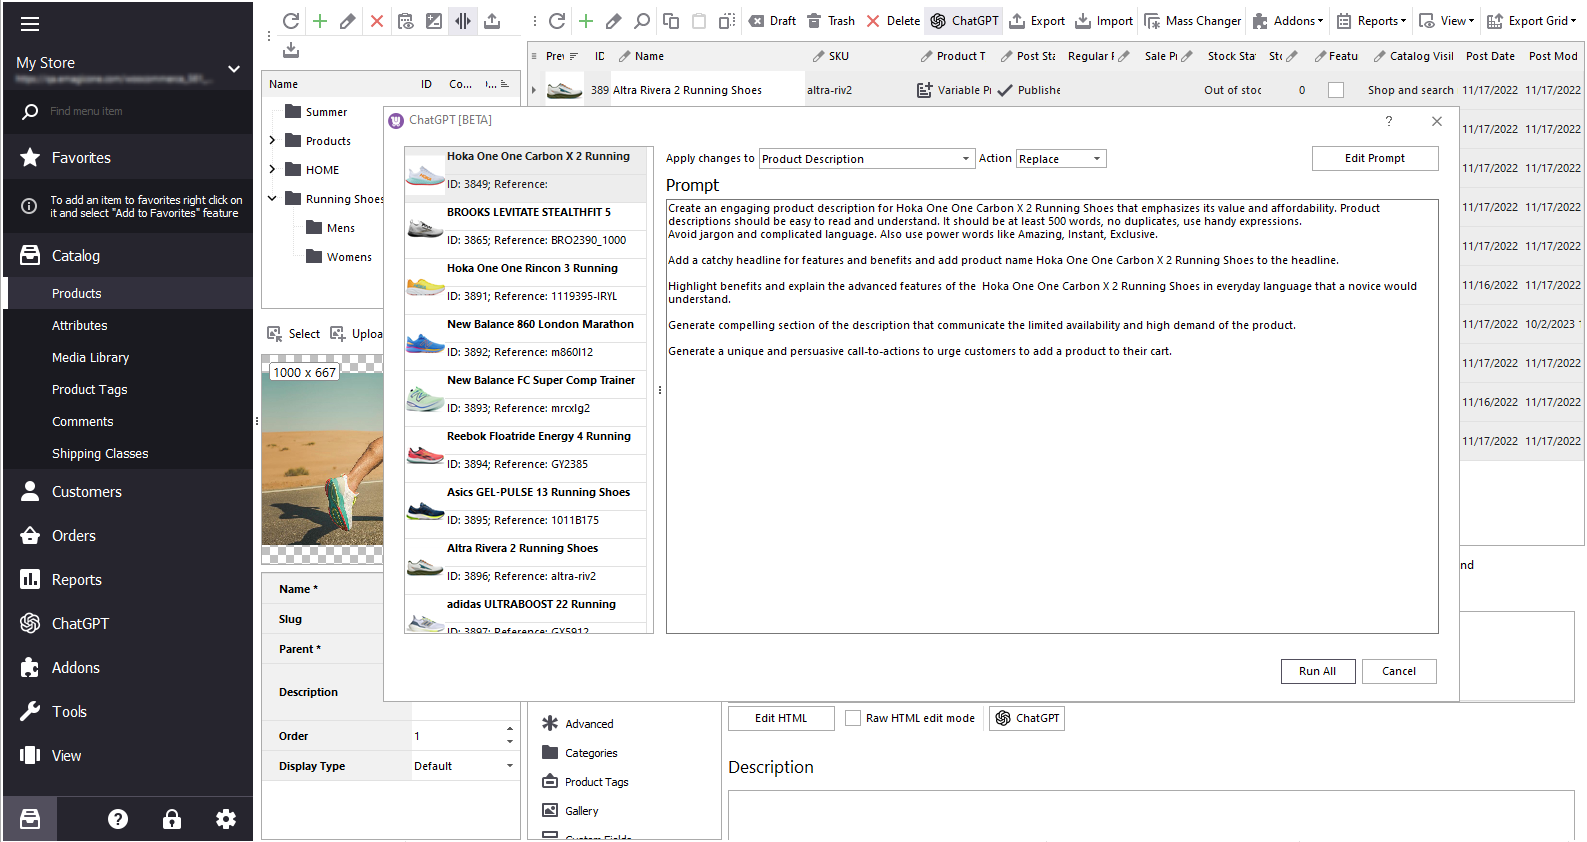 My Store
Find menu item
Favorites
To add an item to favorites right click on
it and select "Add to Favorites" feature
Catalog
Products
Attributes
Media Library
Product Tags
Comments
Shipping Classes
Customers
Orders
Reports
ChatGPT
Addons
Tools
View
Name ID Co...
Summer
Products
HOME
Running Shoes
Mens
Womens
Select Uploa
1000 x 667
Name *
Slug
Parent *
Description
Order 1
Display Type Default
Draft Trash Delete ChatGPT Export Import Mass Changer Addons Reports View Export Grid
Prev ID Name SKU Product T Post Sta Regular F Sale Pi Stock Sta Sto Featu Catalog Visil Post Date Post Mod
389 Altra Rivera 2 Running Shoes altra-riv2 Variable Pi Publishe Out of stoc 0 Shop and search 11/17/2022 11/17/2022
11/17/2022 11/17/2022
11/17/2022 11/17/2022
11/17/2022 11/17/2022
11/17/2022 11/17/2022
11/16/2022 11/17/2022
11/17/2022 10/2/2023
11/17/2022 11/17/2022
11/16/2022 11/17/2022
11/17/2022 11/17/2022
ChatGPT [BETA]
?
Hoka One One Carbon X 2 Running
ID: 3849; Reference:
BROOKS LEVITATE STEALTHFIT 5
ID: 3865; Reference: BRO2390_1000
Hoka One One Rincon 3 Running
ID: 3891; Reference: 1119395-IRYL
New Balance 860 London Marathon
ID: 3892; Reference: m860l12
New Balance FC Super Comp Trainer
ID: 3893; Reference: mrcxlg2
Reebok Floatride Energy 4 Running
ID: 3894; Reference: GY2385
Asics GEL-PULSE 13 Running Shoes
ID: 3895; Reference: 1011B175
Altra Rivera 2 Running Shoes
ID: 3896; Reference: altra-riv2
adidas ULTRABOOST 22 Running
ID: 3897; Reference: GY5912
Apply changes to Product Description Action Replace Edit Prompt
Prompt
Create an engaging product description for Hoka One One Carbon X 2 Running Shoes that emphasizes its value and affordability. Product
descriptions should be easy to read and understand. It should be at least 500 words, no duplicates, use handy expressions.
Avoid jargon and complicated language. Also use power words like Amazing, Instant, Exclusive.
Add a catchy headline for features and benefits and add product name Hoka One One Carbon X 2 Running Shoes to the headline.
Highlight benefits and explain the advanced features of the Hoka One One Carbon X 2 Running Shoes in everyday language that a novice would
understand.
Generate compelling section of the description that communicate the limited availability and high demand of the product.
Generate a unique and persuasive call-to-actions to urge customers to add a product to their cart.
Run All Cancel
nd
Advanced
Categories
Product Tags
Gallery
Custom Fields
Edit HTML Raw HTML edit mode ChatGPT
Description